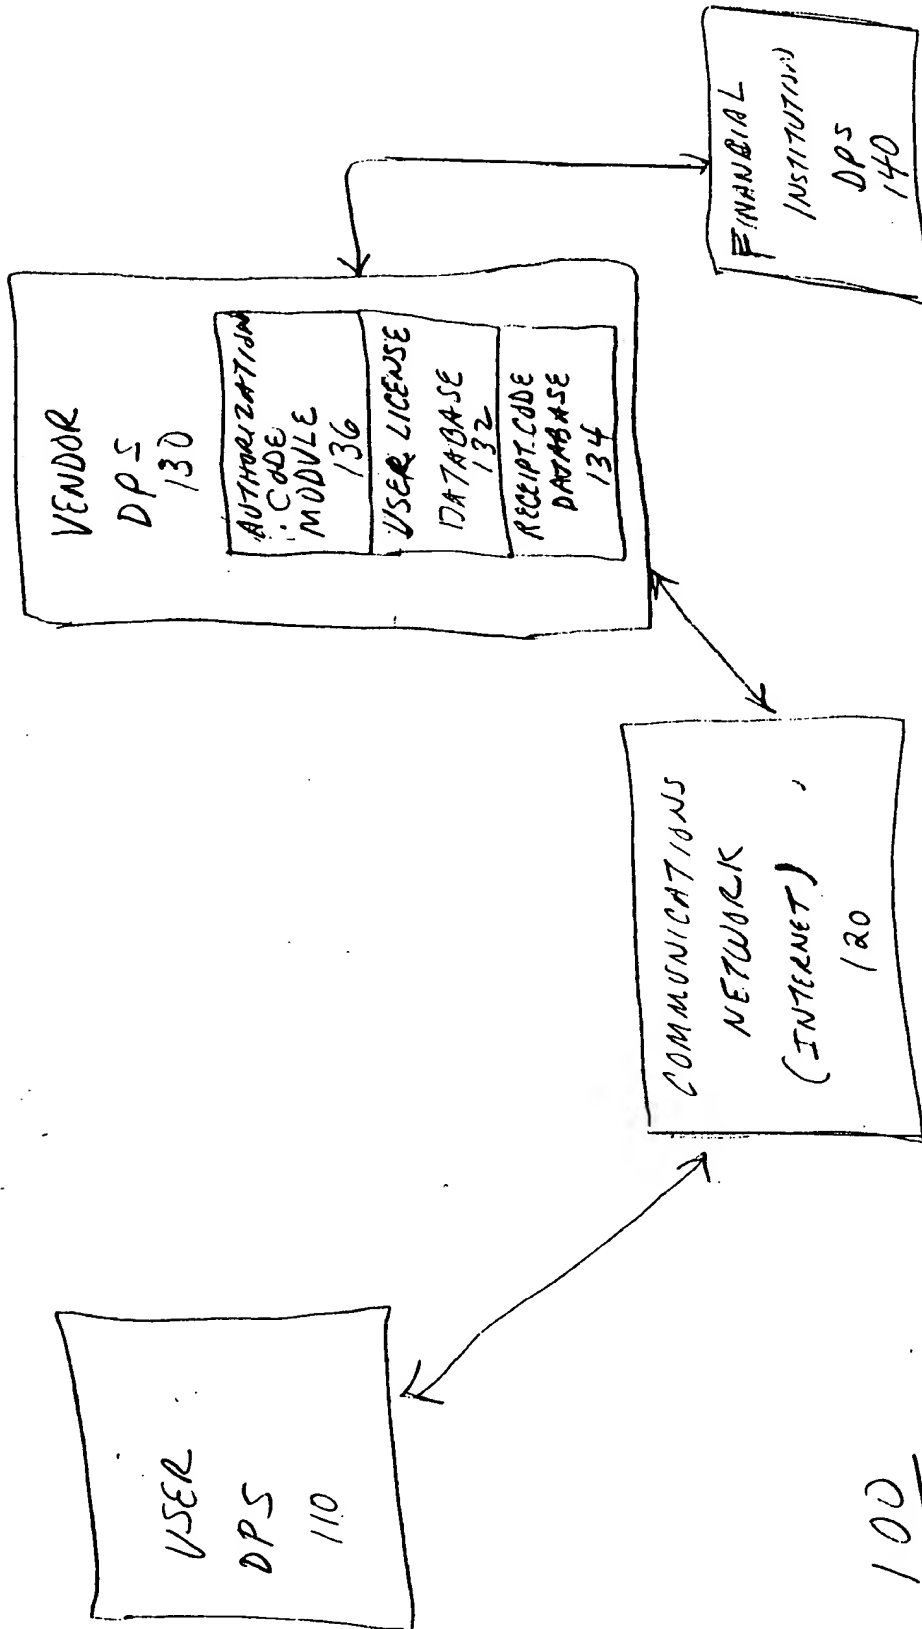 USER
DPS
110
COMMUNICATIONS
NETWORK
(INTERNET)
120
VENDOR
DPS
130
AUTHORIZATION
CODE
MODULE
136
USER LICENSE
DATABASE
132
RECEIPT CODE
DATABASE
134
FINANCIAL
INSTITUTION
DPS
140
100